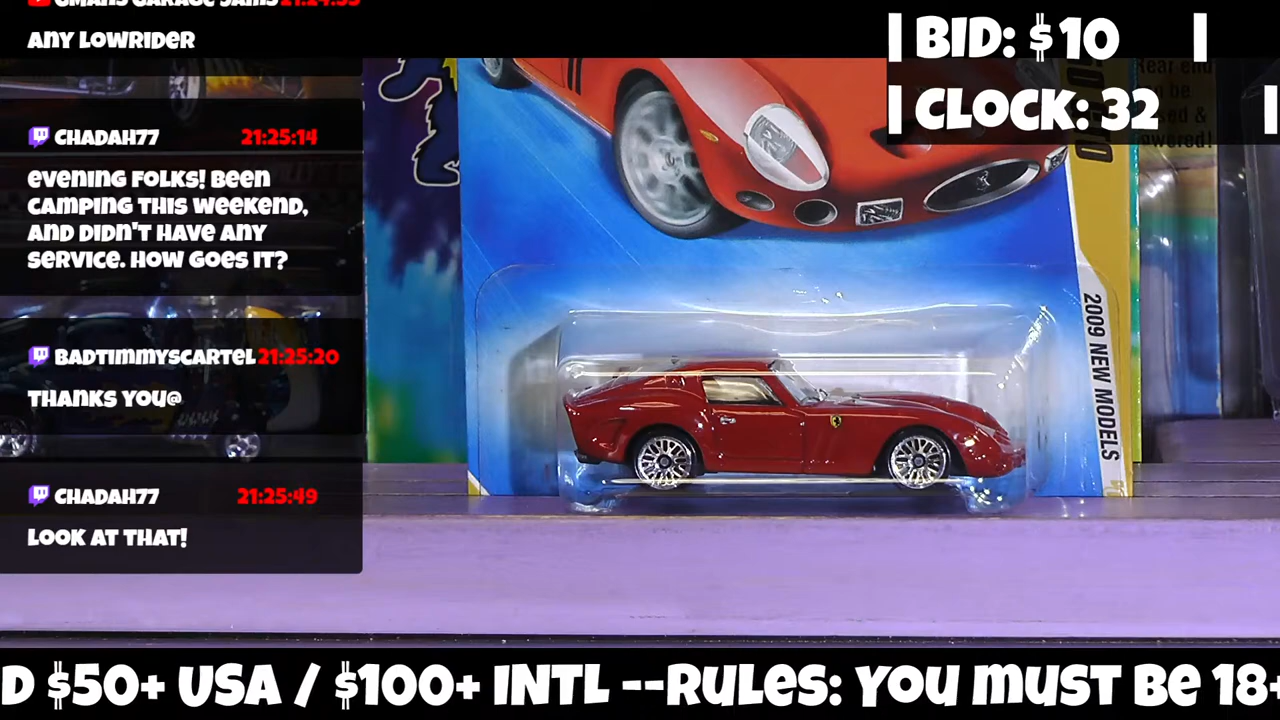 ANY LOWRIDER
CHADAH77 21:25:14
evening FOLKS! Been
CAMPING THIS Weekend,
AND DIDN'T HAVE ANY
Service. HOW GOES IT?
BADTIMMYSCARTEL 21:25:20
THANKS YOU@
CHADAH77 21:25:49
LOOK AT THAT!
| BID: $10 |
| CLOCK: 32 |
2009 NEW MODELS
D $50+ USA / $100+ INTL --Rules: You must be 18+